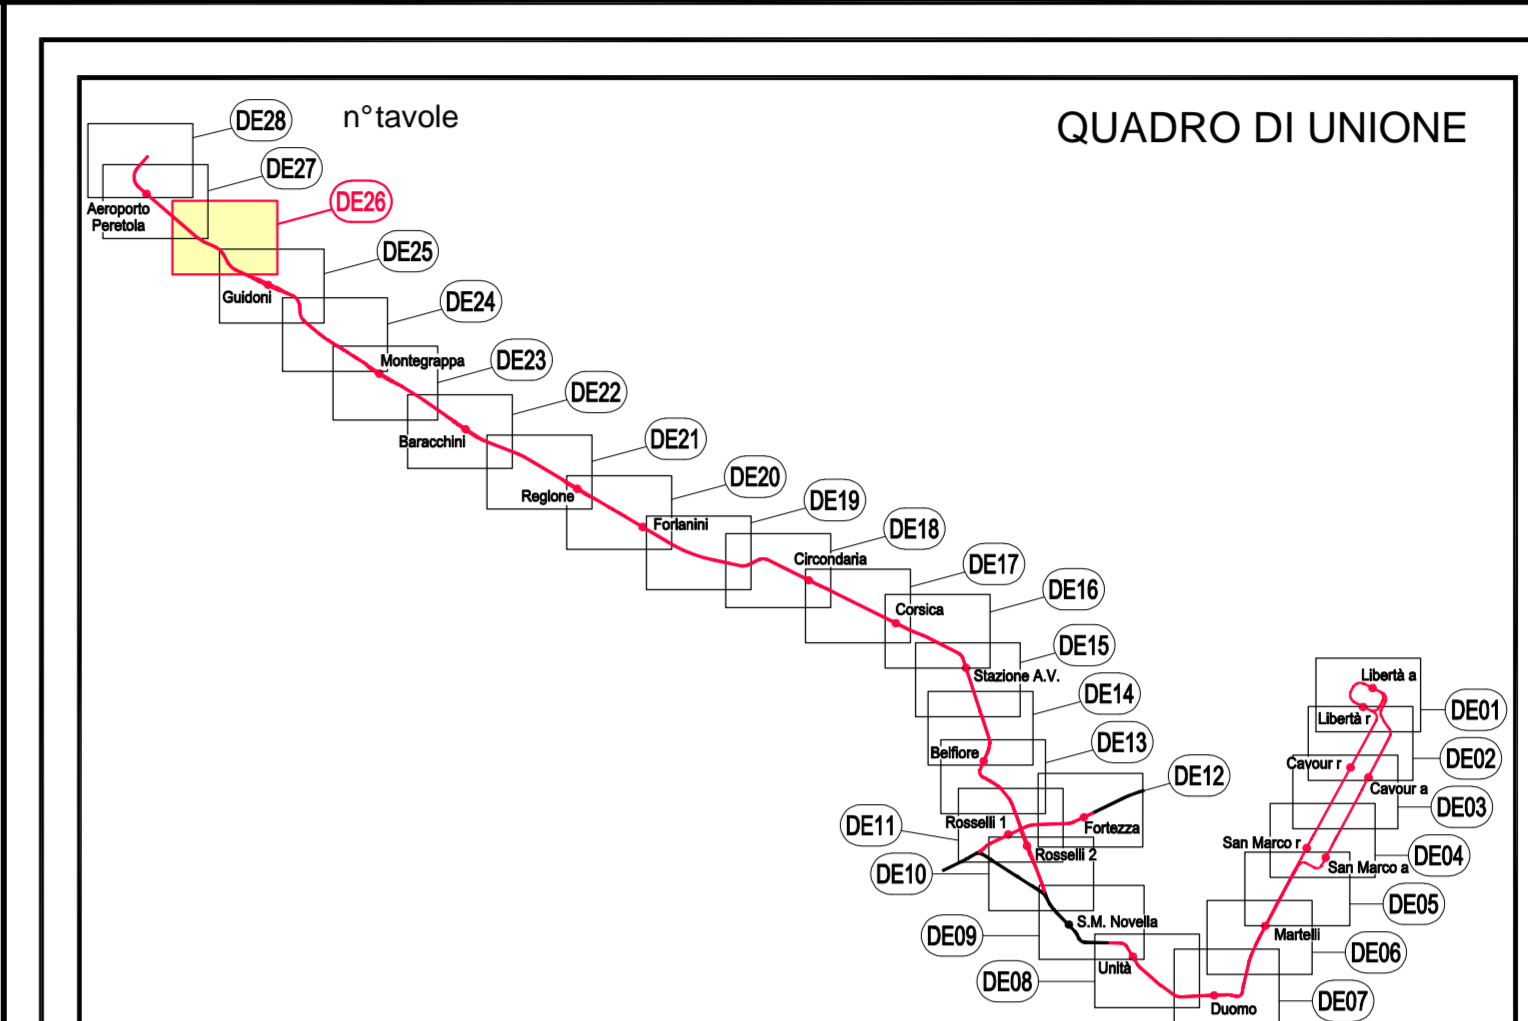 n° tavole
QUADRO DI UNIONE
DE28
DE27
Aeroporto
Peretola
DE26
DE25
Guidoni
DE24
Montegrappa
DE23
DE22
Baracchini
DE21
Regione
DE20
Forlanini
DE19
DE18
Circondaria
DE17
Corsica
DE16
DE15
Stazione A.V.
DE14
Belfiore
DE13
DE12
Libertà a
Libertà r
DE01
Cavour r
DE02
Cavour a
DE03
DE11
Rosselli 1
Fortezza
San Marco r
Rosselli 2
DE04
San Marco a
DE10
DE05
S.M. Novella
DE09
Martelli
DE06
Unità
DE08
DE07
Duomo